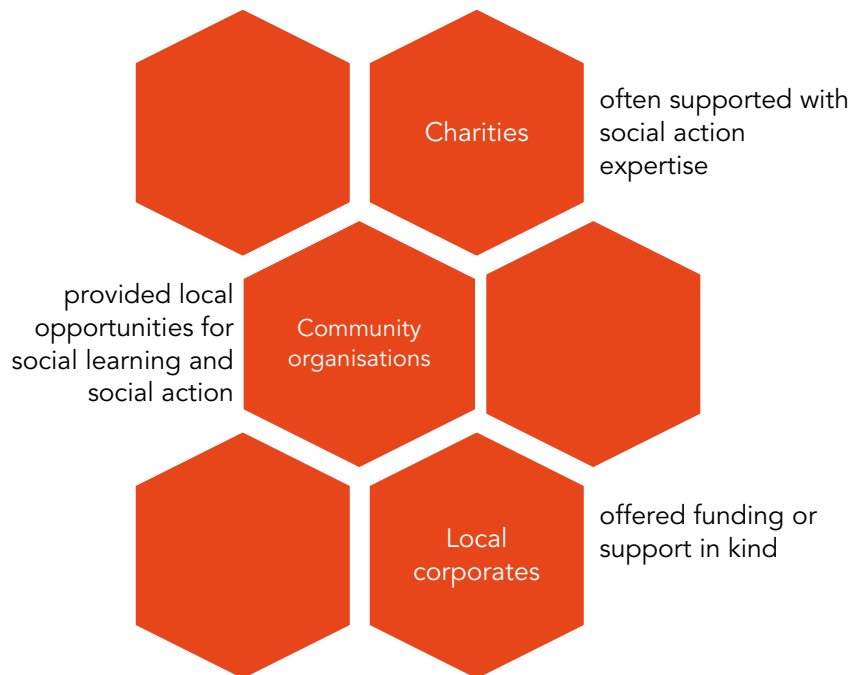 Charities
often supported with
social action
expertise
provided local
opportunities for
social learning and
social action
Community
organisations
Local
corporates
offered funding or
support in kind